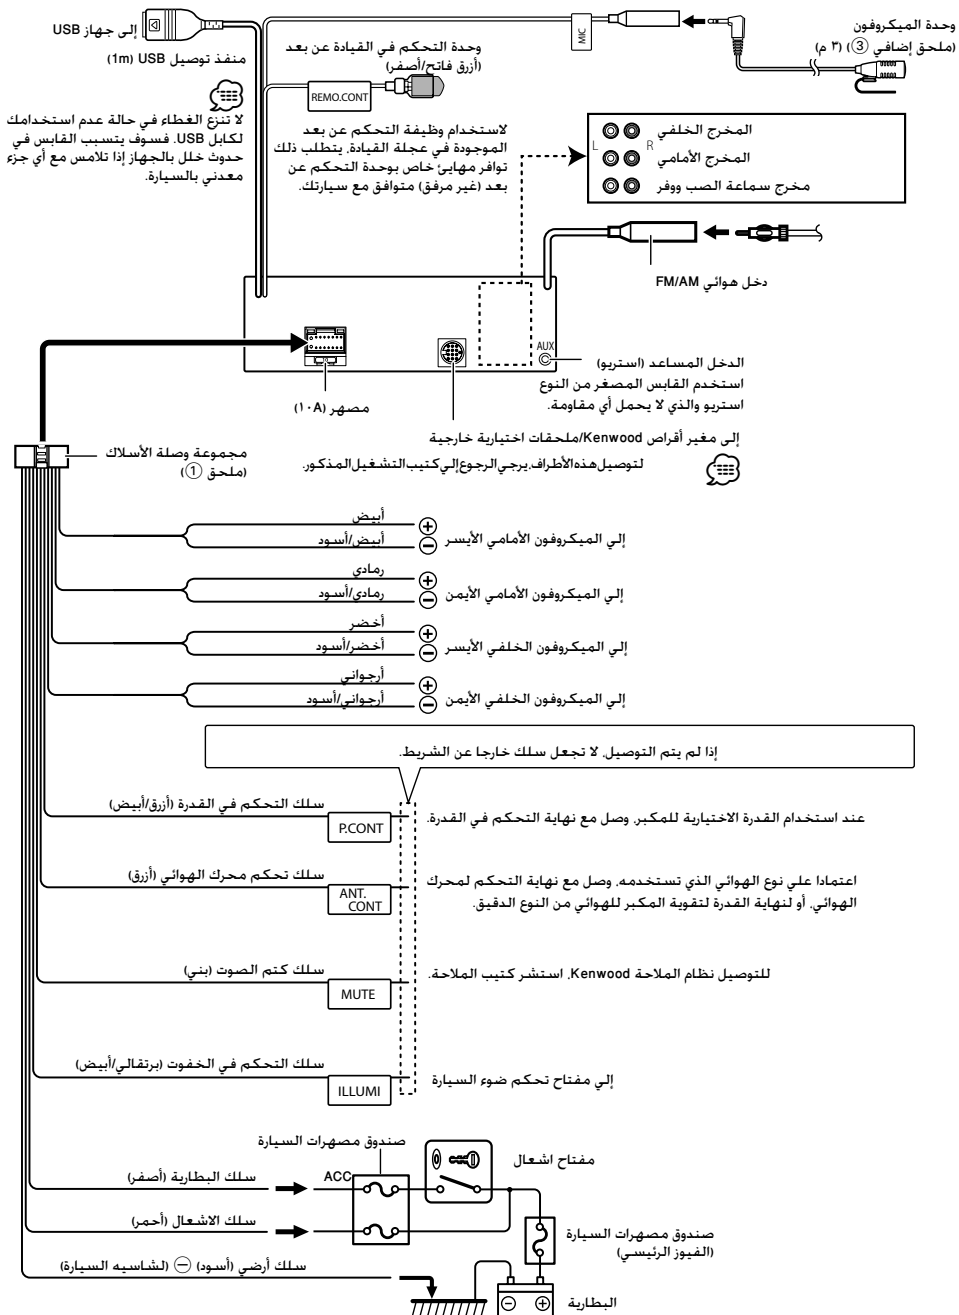 إلى جهاز USB
منفذ توصيل USB (1m)
لا تنزع الغطاء في حالة عدم استخدامك
لكابل USB. فسوف يتسبب القابس في
حدوث خلل بالجهاز إذا تلامس مع أي جزء
معدني بالسيارة.
وحدة التحكم في القيادة عن بعد
(أزرق فاتح/أصفر)
REMO.CONT
لاستخدام وظيفة التحكم عن بعد
الموجودة في عجلة القيادة, يتطلب ذلك
توافر مهايئ خاص بوحدة التحكم عن
بعد (غير مرفق) متوافق مع سيارتك.
MIC
وحدة الميكروفون
(ملحق إضافي ③) (٣ م)
المخرج الخلفي
L R
المخرج الأمامي
مخرج سماعة الصب ووفر
دخل هوائي FM/AM
AUX
الدخل المساعد (استريو)
استخدم القابس المصغر من النوع
استريو والذي لا يحمل أي مقاومة.
مصهر (١٠A)
إلى مغير أقراص Kenwood/ملحقات اختيارية خارجية
لتوصيل هذه الأطراف, يرجي الرجوع إلي كتيب التشغيل المذكور.
مجموعة وصلة الأسلاك
(ملحق ①)
أبيض
أبيض/أسود
إلي الميكروفون الأمامي الأيسر
رمادي
رمادي/أسود
إلي الميكروفون الأمامي الأيمن
أخضر
أخضر/أسود
إلي الميكروفون الخلفي الأيسر
أرجواني
أرجواني/أسود
إلي الميكروفون الخلفي الأيمن
إذا لم يتم التوصيل, لا تجعل سلك خارجا عن الشريط.
سلك التحكم في القدرة (أزرق/أبيض)
P.CONT
عند استخدام القدرة الاختيارية للمكبر, وصل مع نهاية التحكم في القدرة.
سلك تحكم محرك الهوائي (أزرق)
ANT.
CONT
اعتمادا علي نوع الهوائي الذي تستخدمه, وصل مع نهاية التحكم لمحرك
الهوائي, أو لنهاية القدرة لتقوية المكبر للهوائي من النوع الدقيق.
سلك كتم الصوت (بني)
MUTE
للتوصيل نظام الملاحة Kenwood, استشر كتيب الملاحة.
سلك التحكم في الخفوت (برتقالي/أبيض)
ILLUMI
إلي مفتاح تحكم ضوء السيارة
صندوق مصهرات السيارة
ACC
مفتاح اشعال
سلك البطارية (أصفر)
سلك الاشعال (أحمر)
صندوق مصهرات السيارة
(الفيوز الرئيسي)
سلك أرضي (أسود) ⊖ (لشاسيه السيارة)
البطارية